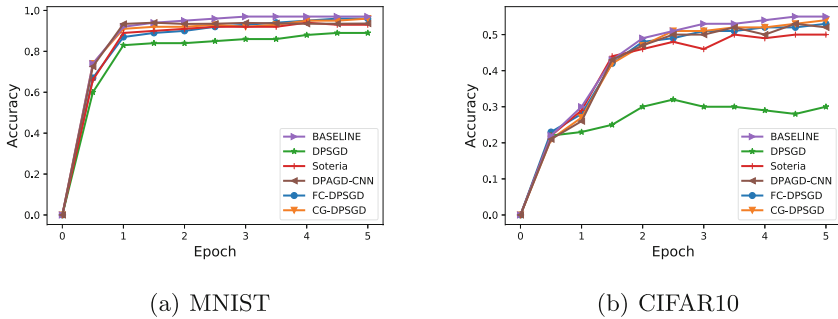 1.0
0.8
0.6
0.4
0.2
0.0
Accuracy
BASELINE
DPSGD
Soteria
DPAGD-CNN
FC-DPSGD
CG-DPSGD
0 1 2 3 4 5
Epoch
(a) MNIST
0.5
0.4
0.3
0.2
0.1
0.0
Accuracy
BASELINE
DPSGD
Soteria
DPAGD-CNN
FC-DPSGD
CG-DPSGD
0 1 2 3 4 5
Epoch
(b) CIFAR10